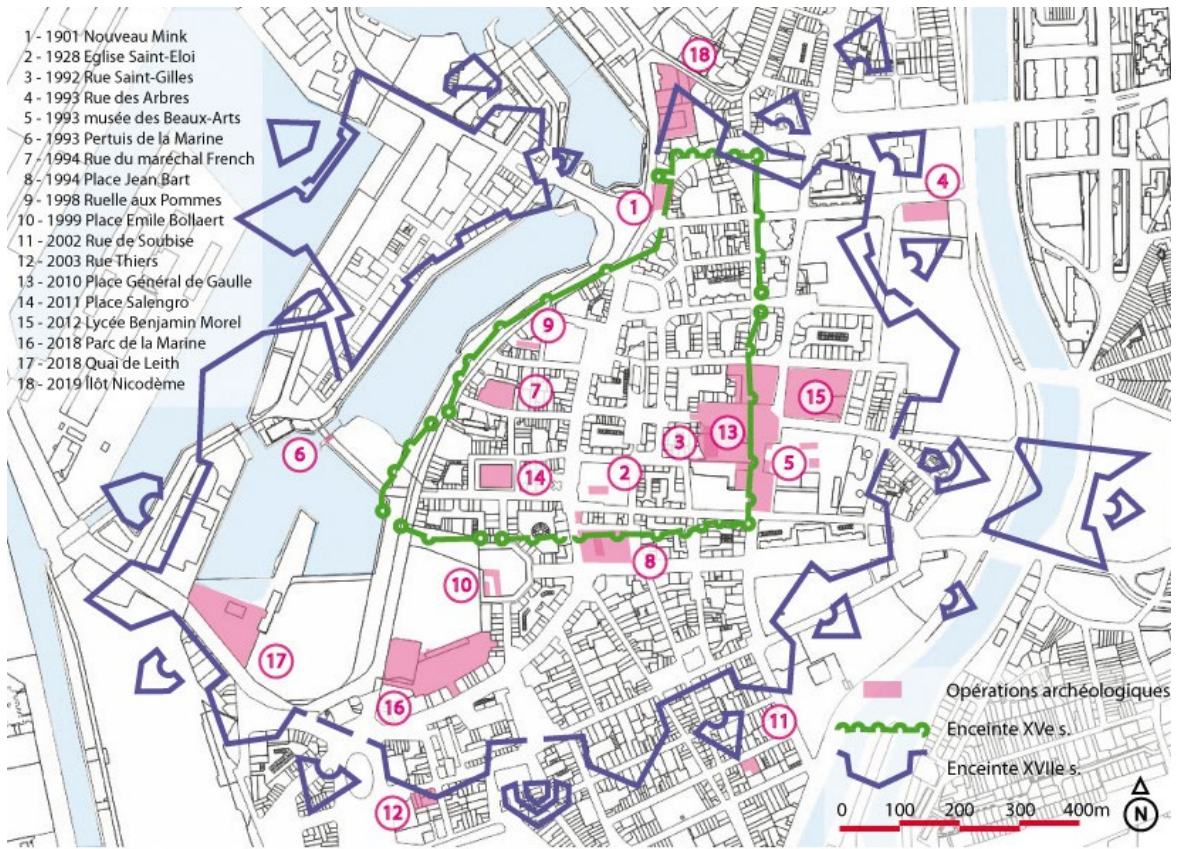 1 - 1901 Nouveau Mink
2 - 1928 Eglise Saint-Eloi
3 - 1992 Rue Saint-Gilles
4 - 1993 Rue des Arbres
5 - 1993 musée des Beaux-Arts
6 - 1993 Pertuis de la Marine
7 - 1994 Rue du maréchal French
8 - 1994 Place Jean Bart
9 - 1998 Ruelle aux Pommes
10 - 1999 Place Emile Bollaert
11 - 2002 Rue de Soubise
12 - 2003 Rue Thiers
13 - 2010 Place Général de Gaulle
14 - 2011 Place Salengro
15 - 2012 Lycée Benjamin Morel
16 - 2018 Parc de la Marine
17 - 2018 Quai de Leith
18 - 2019 Îlôt Nicodème
18
4
1
9
7
15
3
13
6
2
5
14
8
10
17
16
11
12
Opérations archéologiques
Enceinte XVe s.
Enceinte XVIIe s.
0 100 200 300 400m
N